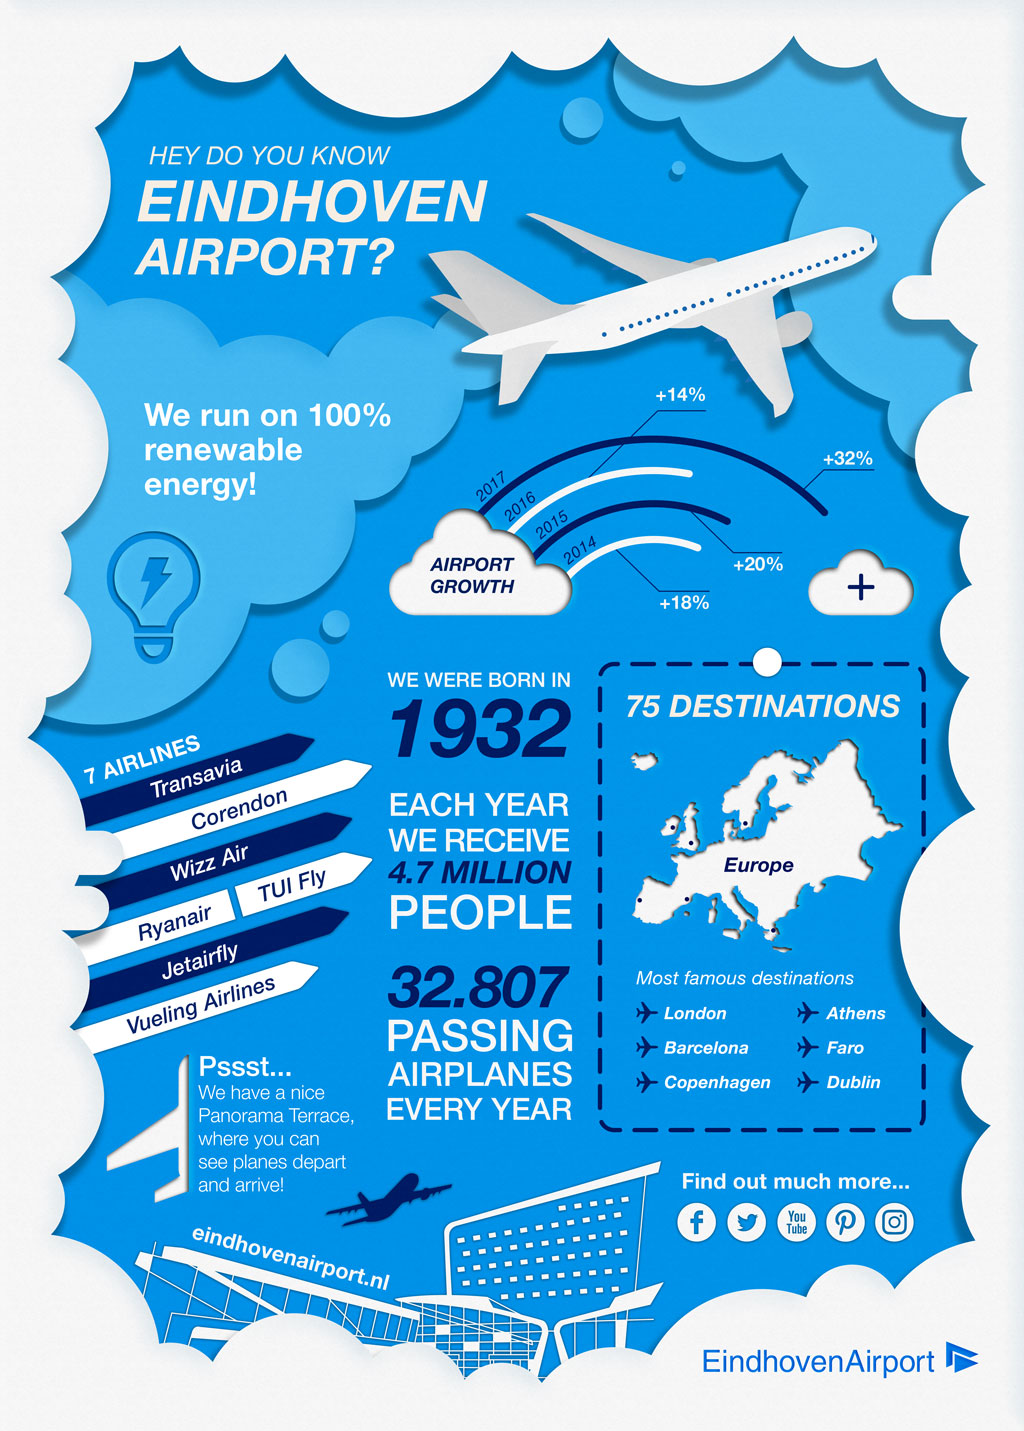 HEY DO YOU KNOW
EINDHOVEN
AIRPORT?
We run on 100%
renewable
energy!
+14%
+32%
2017
2016
2015
2014
+20%
+18%
AIRPORT
GROWTH
+
7 AIRLINES
Transavia
Corendon
Wizz Air
Ryanair
TUI Fly
Jetairfly
Vueling Airlines
WE WERE BORN IN
1932
EACH YEAR
WE RECEIVE
4.7 MILLION
PEOPLE
32.807
PASSING
AIRPLANES
EVERY YEAR
75 DESTINATIONS
Europe
Most famous destinations
London
Athens
Barcelona
Faro
Copenhagen
Dublin
Pssst...
We have a nice
Panorama Terrace,
where you can
see planes depart
and arrive!
Find out much more...
You
Tube
eindhovenairport.nl
EindhovenAirport